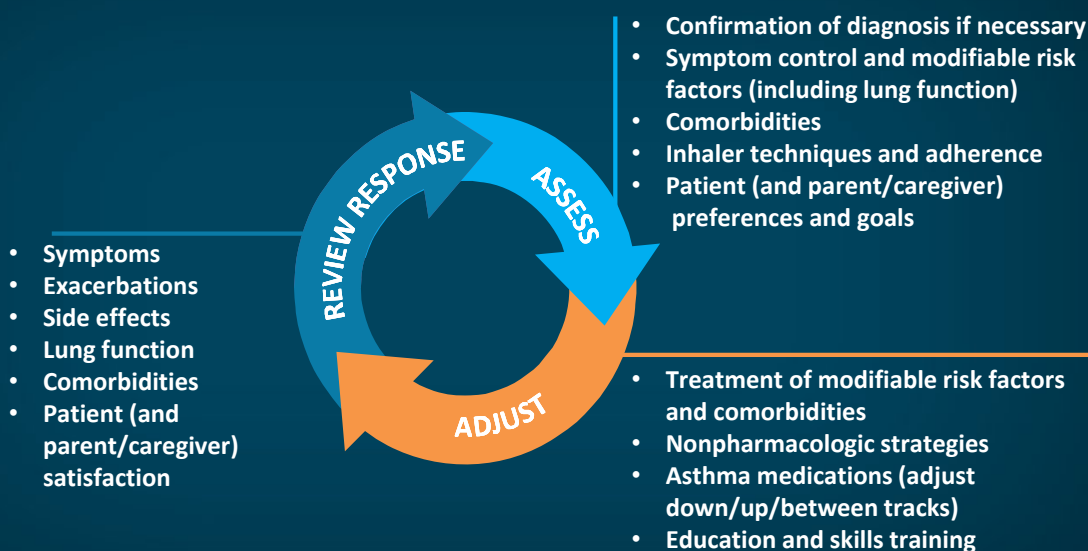 • Confirmation of diagnosis if necessary
• Symptom control and modifiable risk
factors (including lung function)
• Comorbidities
• Inhaler techniques and adherence
• Patient (and parent/caregiver)
preferences and goals
REVIEW RESPONSE
ASSESS
ADJUST
• Symptoms
• Exacerbations
• Side effects
• Lung function
• Comorbidities
• Patient (and
parent/caregiver)
satisfaction
• Treatment of modifiable risk factors
and comorbidities
• Nonpharmacologic strategies
• Asthma medications (adjust
down/up/between tracks)
• Education and skills training